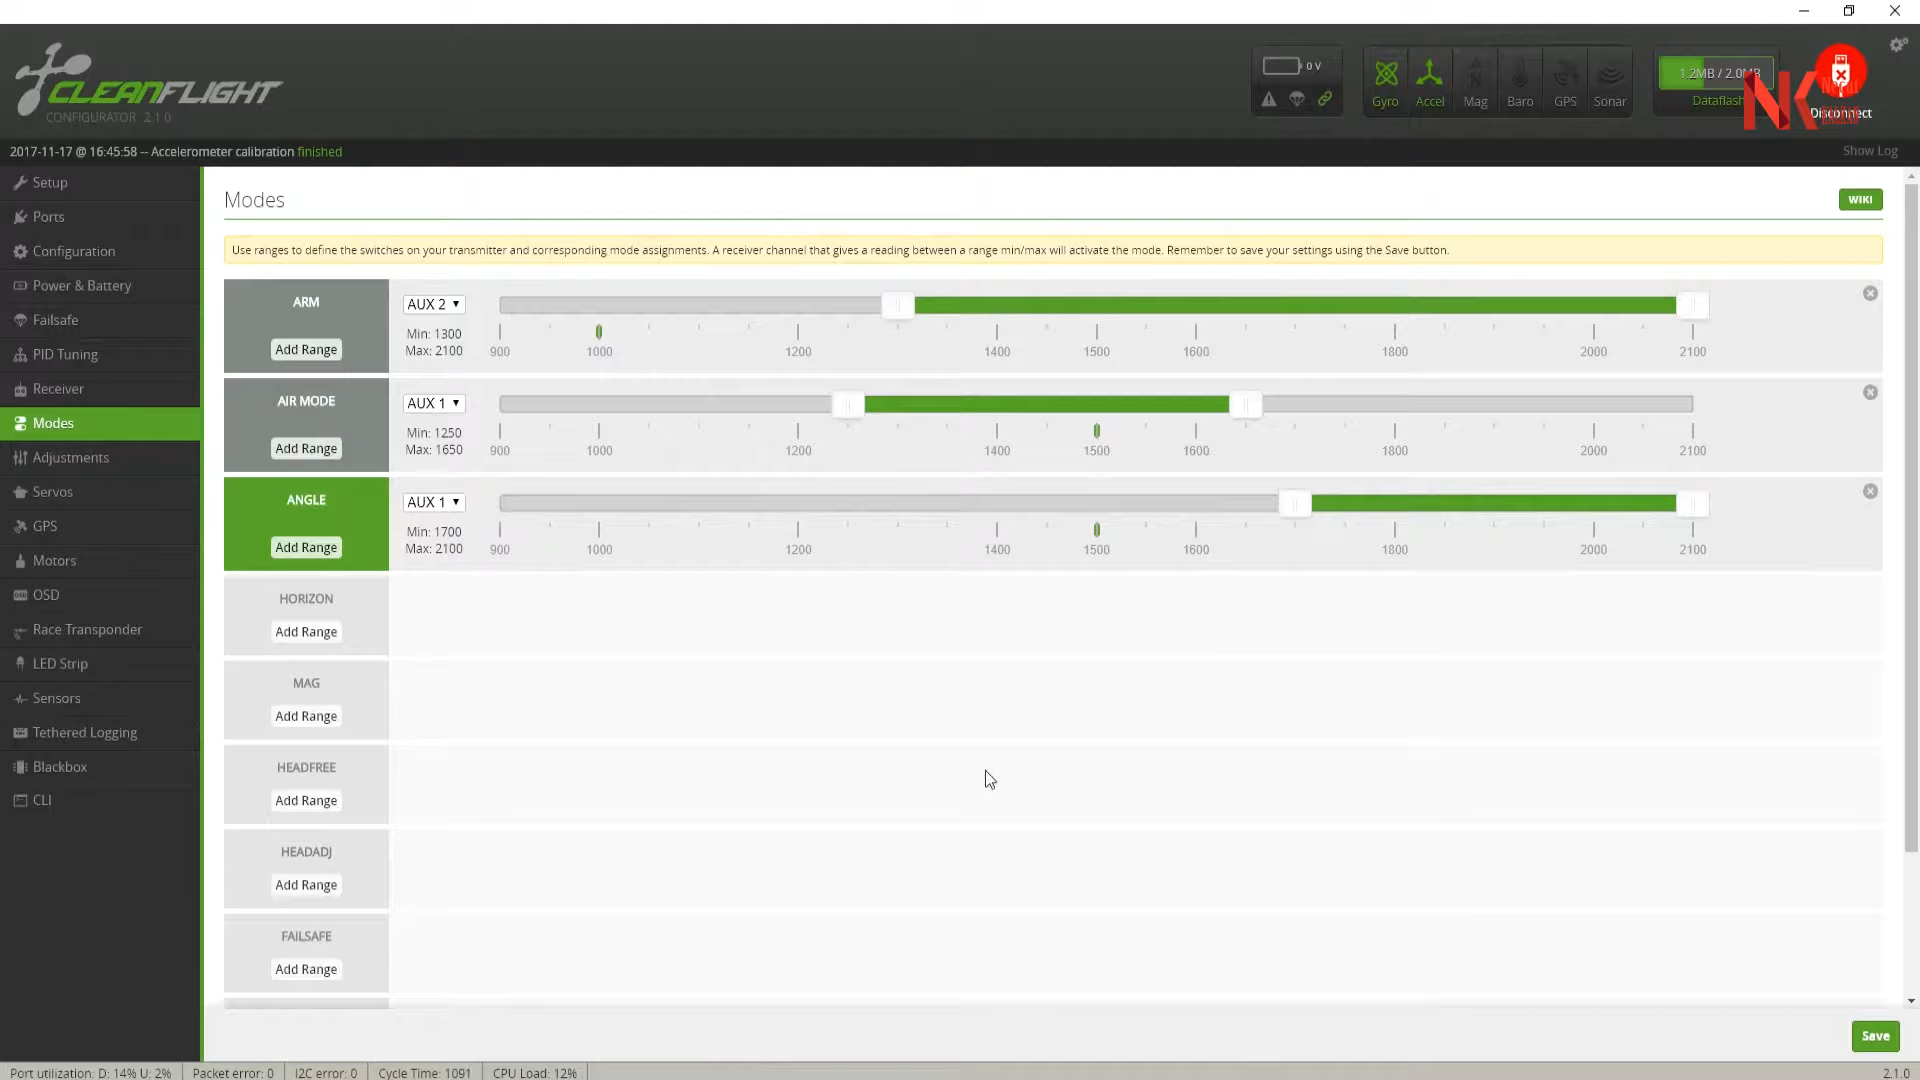 CLEANFLIGHT
CONFIGURATOR 2.1.0
0 V
Gyro
Accel
Mag
Baro
GPS
Sonar
1.2MB / 2.0MB
Dataflash
NK
Disconnect
2017-11-17 @ 16:45:58 -- Accelerometer calibration finished
Show Log
Setup
Ports
Configuration
Power & Battery
Failsafe
PID Tuning
Receiver
Modes
Adjustments
Servos
GPS
Motors
OSD
Race Transponder
LED Strip
Sensors
Tethered Logging
Blackbox
CLI
Modes
WIKI
Use ranges to define the switches on your transmitter and corresponding mode assignments. A receiver channel that gives a reading between a range min/max will activate the mode. Remember to save your settings using the Save button.
ARM
Add Range
AUX 2
Min: 1300
Max: 2100
900 1000 1200 1400 1500 1600 1800 2000 2100
AIR MODE
Add Range
AUX 1
Min: 1250
Max: 1650
900 1000 1200 1400 1500 1600 1800 2000 2100
ANGLE
Add Range
AUX 1
Min: 1700
Max: 2100
900 1000 1200 1400 1500 1600 1800 2000 2100
HORIZON
Add Range
MAG
Add Range
HEADFREE
Add Range
HEADADJ
Add Range
FAILSAFE
Add Range
Save
Port utilization: D: 14% U: 2%
Packet error: 0
I2C error: 0
Cycle Time: 1091
CPU Load: 12%
2.1.0